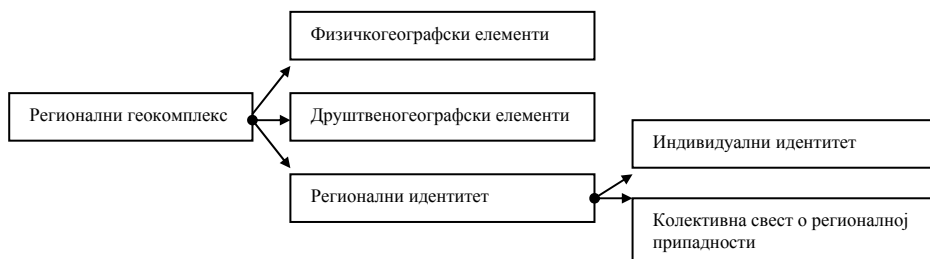 Физичкогеографски елементи
Регионални геокомплекс
Друштвеногеографски елементи
Индивидуални идентитет
Регионални идентитет
Колективна свест о регионалној
припадности